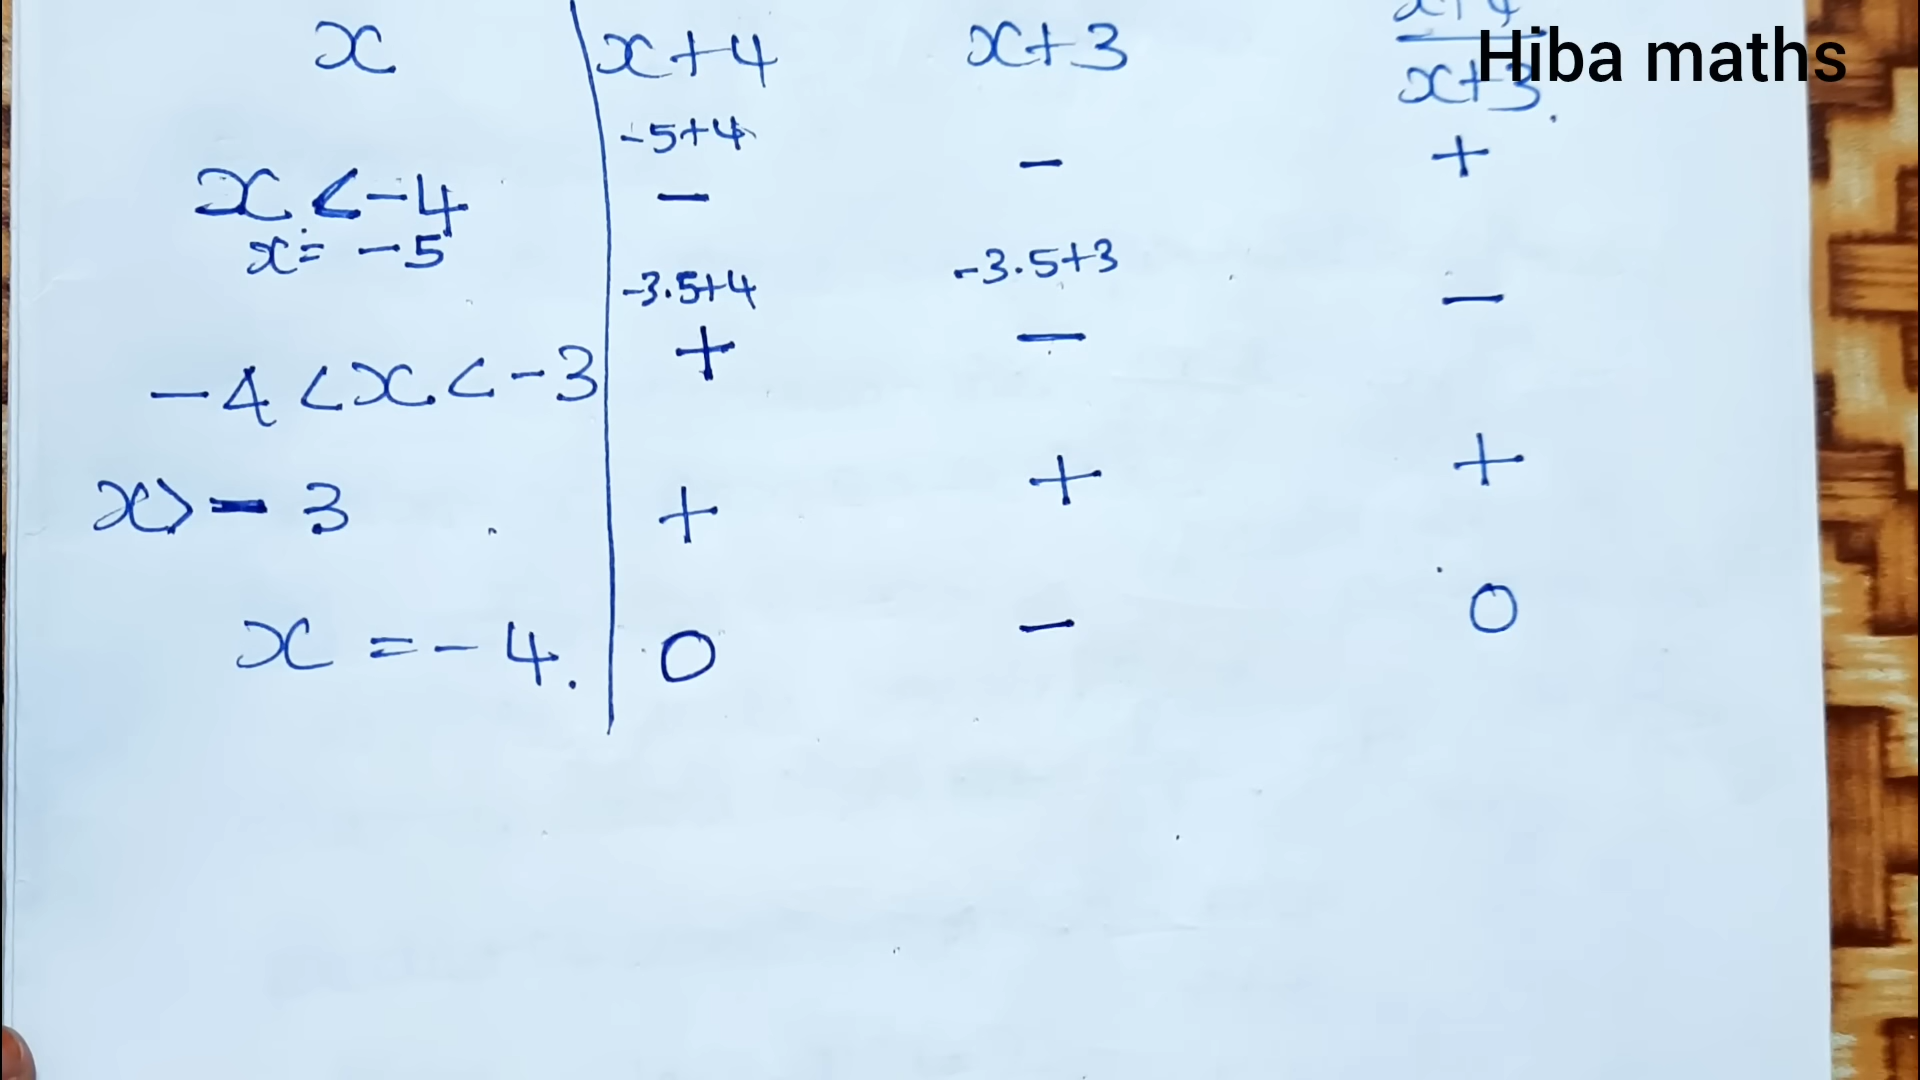 x x+4 x+3 x+4/x+3
Hiba maths
-5+4
x < -4 - - +
x = -5
-3.5+4 -3.5+3
-4 < x < -3 + - -
x > - 3 + + +
x = -4. 0 - 0